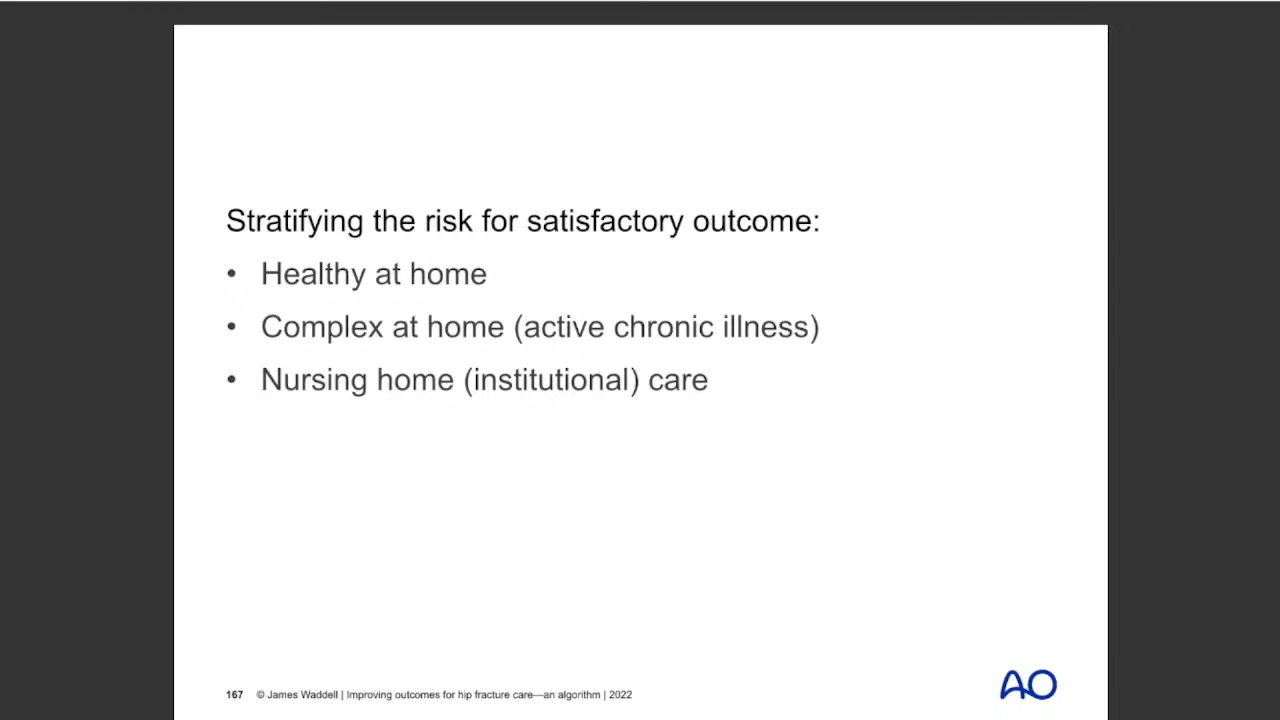 Stratifying the risk for satisfactory outcome:
• Healthy at home
• Complex at home (active chronic illness)
• Nursing home (institutional) care
167 © James Waddell | Improving outcomes for hip fracture care—an algorithm | 2022
AO